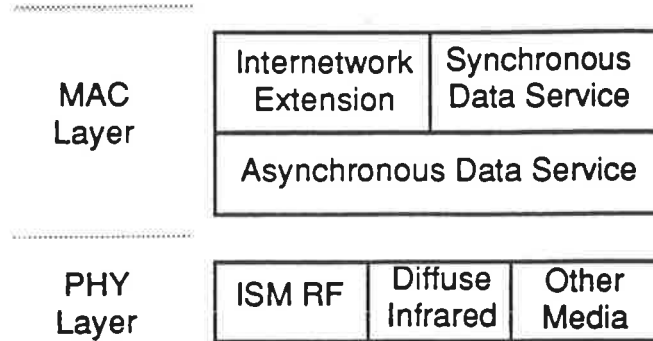 MAC
Layer
Internetwork
Extension
Synchronous
Data Service
Asynchronous Data Service
PHY
Layer
ISM RF
Diffuse
Infrared
Other
Media